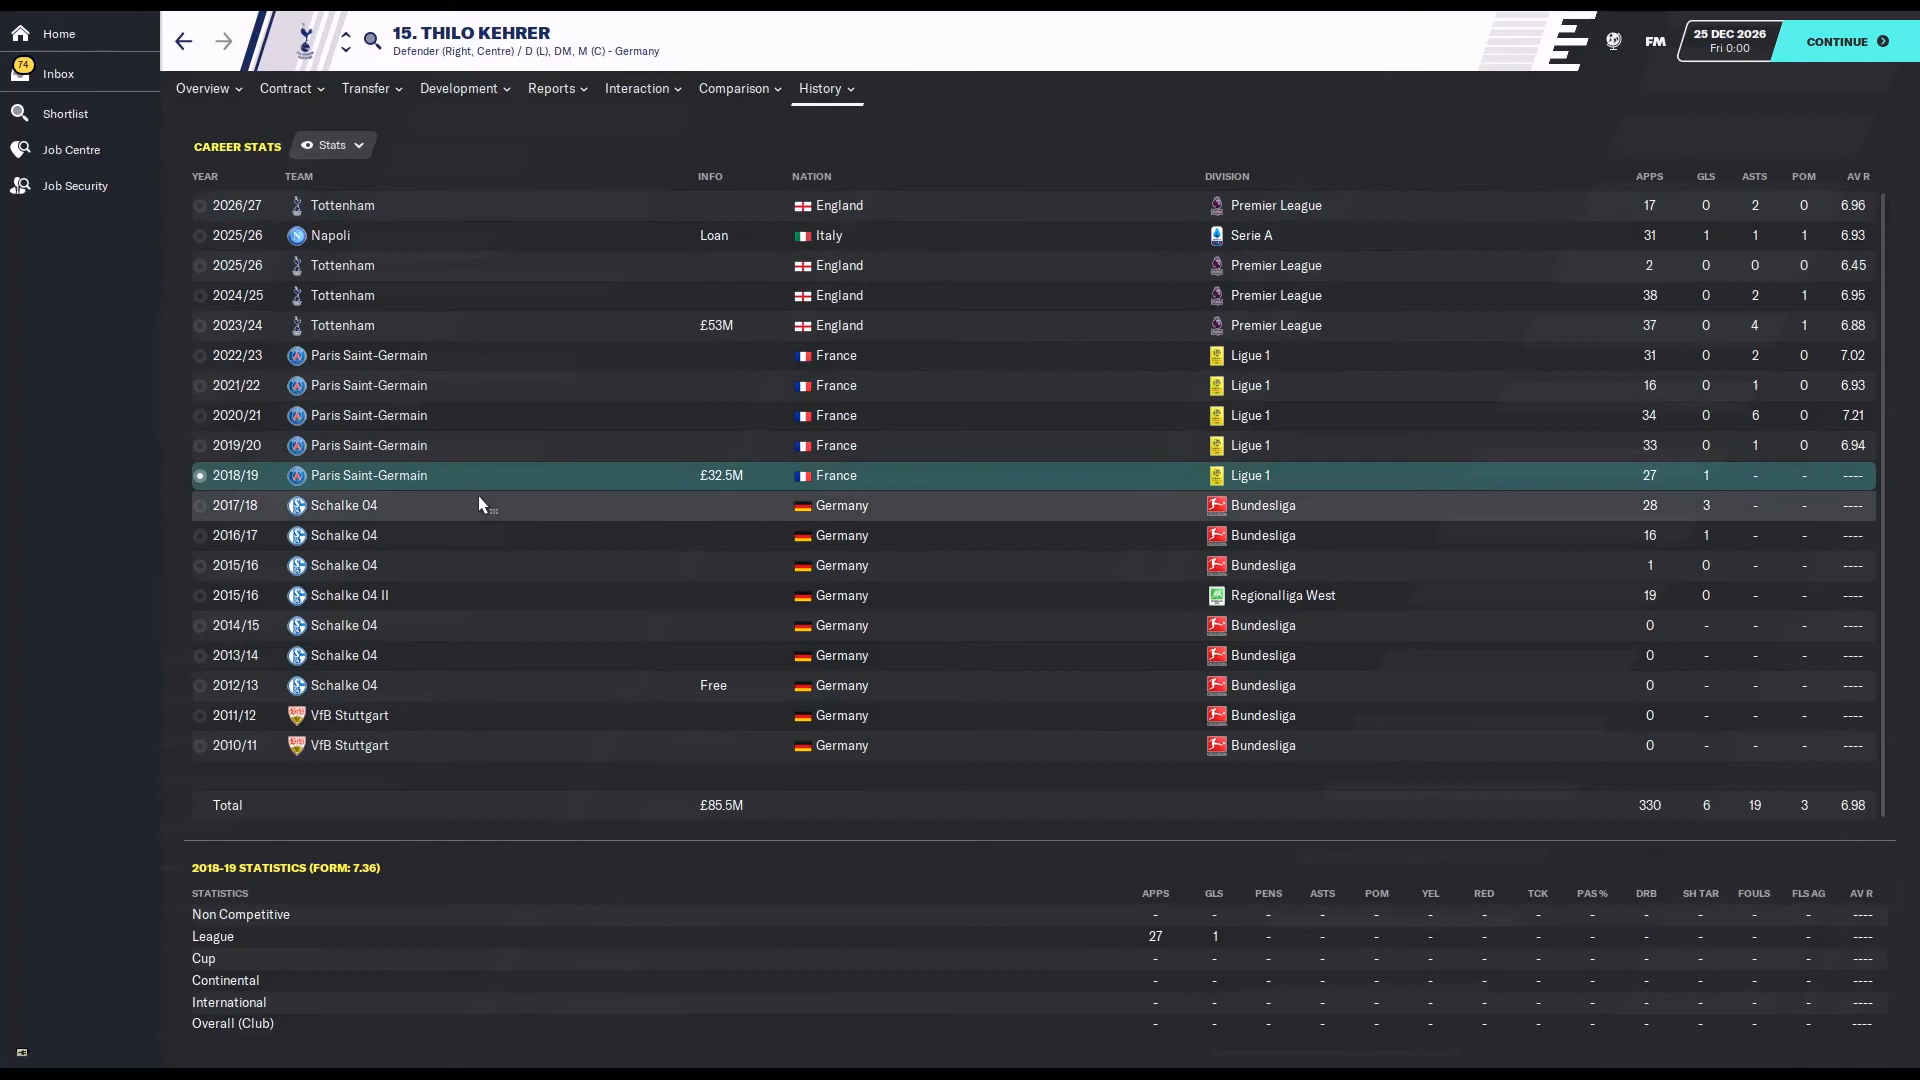 Home
74
Inbox
Shortlist
Job Centre
Job Security
15. THILO KEHRER
Defender (Right, Centre) / D (L), DM, M (C) - Germany
FM
25 DEC 2026
Fri 0:00
CONTINUE
Overview Contract Transfer Development Reports Interaction Comparison History
CAREER STATS Stats
YEAR TEAM INFO NATION DIVISION APPS GLS ASTS POM AV R
2026/27 Tottenham England Premier League 17 0 2 0 6.96
2025/26 Napoli Loan Italy Serie A 31 1 1 1 6.93
2025/26 Tottenham England Premier League 2 0 0 0 6.45
2024/25 Tottenham England Premier League 38 0 2 1 6.95
2023/24 Tottenham £53M England Premier League 37 0 4 1 6.88
2022/23 Paris Saint-Germain France Ligue 1 31 0 2 0 7.02
2021/22 Paris Saint-Germain France Ligue 1 16 0 1 0 6.93
2020/21 Paris Saint-Germain France Ligue 1 34 0 6 0 7.21
2019/20 Paris Saint-Germain France Ligue 1 33 0 1 0 6.94
2018/19 Paris Saint-Germain £32.5M France Ligue 1 27 1 - - ----
2017/18 Schalke 04 Germany Bundesliga 28 3 - - ----
2016/17 Schalke 04 Germany Bundesliga 16 1 - - ----
2015/16 Schalke 04 Germany Bundesliga 1 0 - - ----
2015/16 Schalke 04 II Germany Regionalliga West 19 0 - - ----
2014/15 Schalke 04 Germany Bundesliga 0 - - - ----
2013/14 Schalke 04 Germany Bundesliga 0 - - - ----
2012/13 Schalke 04 Free Germany Bundesliga 0 - - - ----
2011/12 VfB Stuttgart Germany Bundesliga 0 - - - ----
2010/11 VfB Stuttgart Germany Bundesliga 0 - - - ----
Total £85.5M 330 6 19 3 6.98
2018-19 STATISTICS (FORM: 7.36)
STATISTICS APPS GLS PENS ASTS POM YEL RED TCK PAS % DRB SH TAR FOULS FLS AG AV R
Non Competitive - - - - - - - - - - - - - ----
League 27 1 - - - - - - - - - - - ----
Cup - - - - - - - - - - - - - ----
Continental - - - - - - - - - - - - - ----
International - - - - - - - - - - - - - ----
Overall (Club) - - - - - - - - - - - - - ----